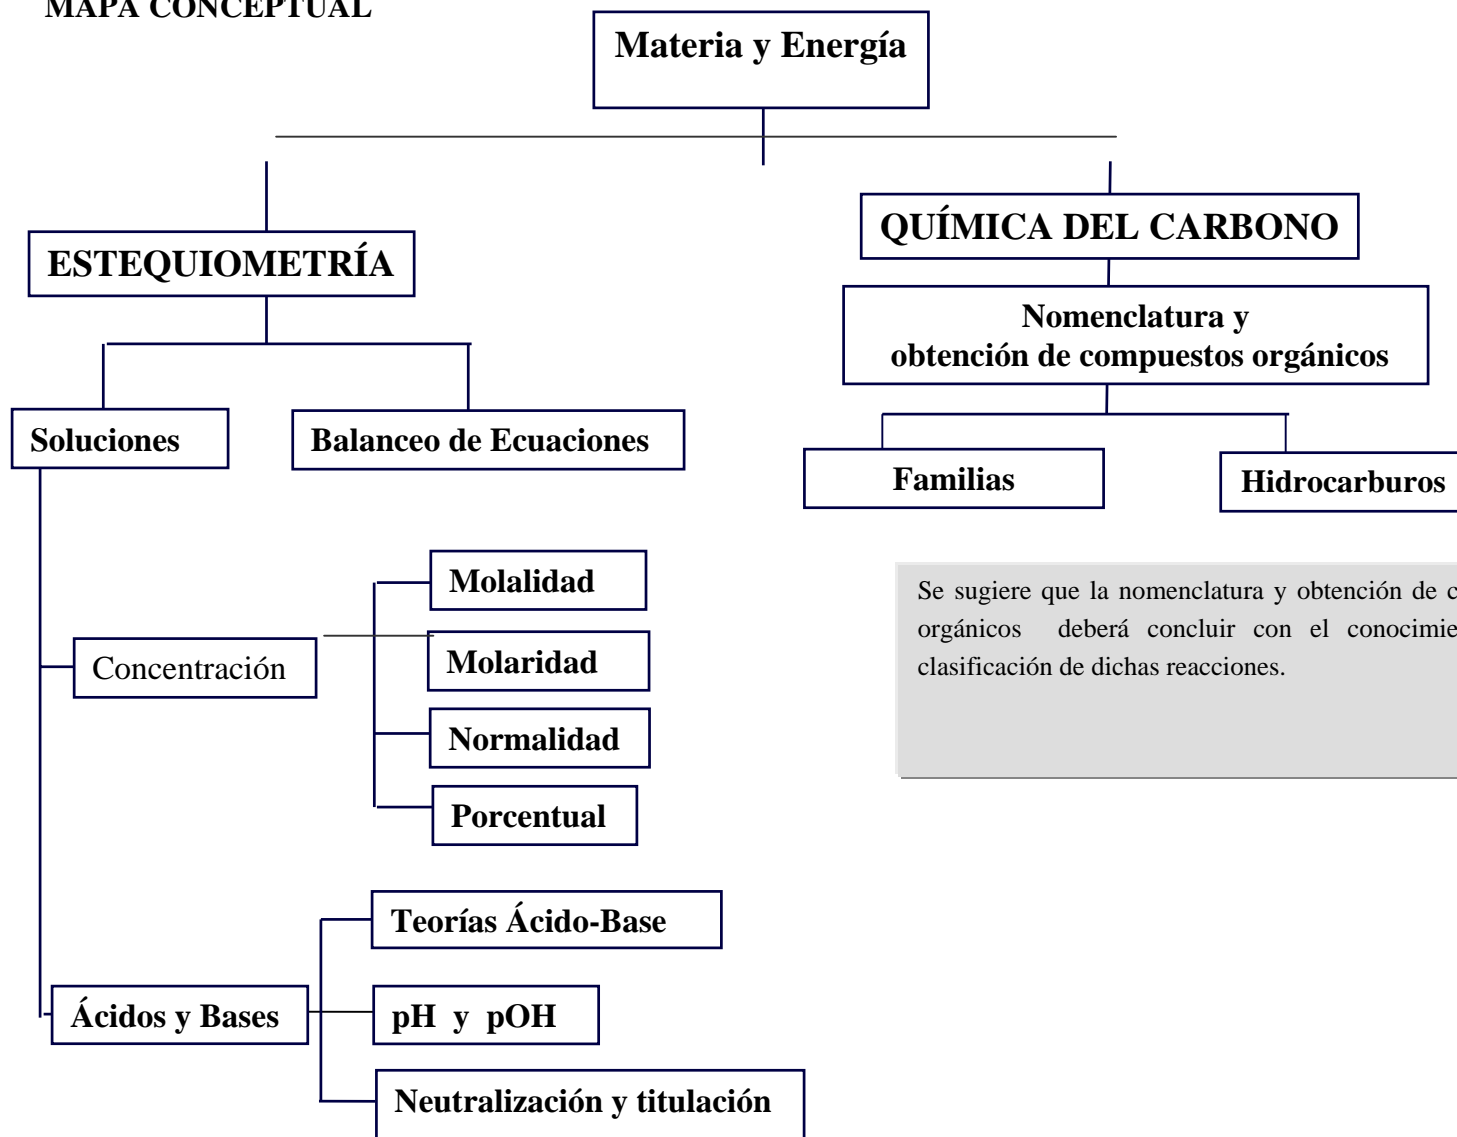 MAPA CONCEPTUAL
Materia y Energía
QUÍMICA DEL CARBONO
ESTEQUIOMETRÍA
Nomenclatura y
obtención de compuestos orgánicos
Soluciones
Balanceo de Ecuaciones
Familias
Hidrocarburos
Se sugiere que la nomenclatura y obtención de
orgánicos deberá concluir con el
clasificación de dichas reacciones.
Molalidad
Concentración
Molaridad
Normalidad
Porcentual
Teorías Ácido-Base
Ácidos y Bases
pH y pOH
Neutralización y titulación